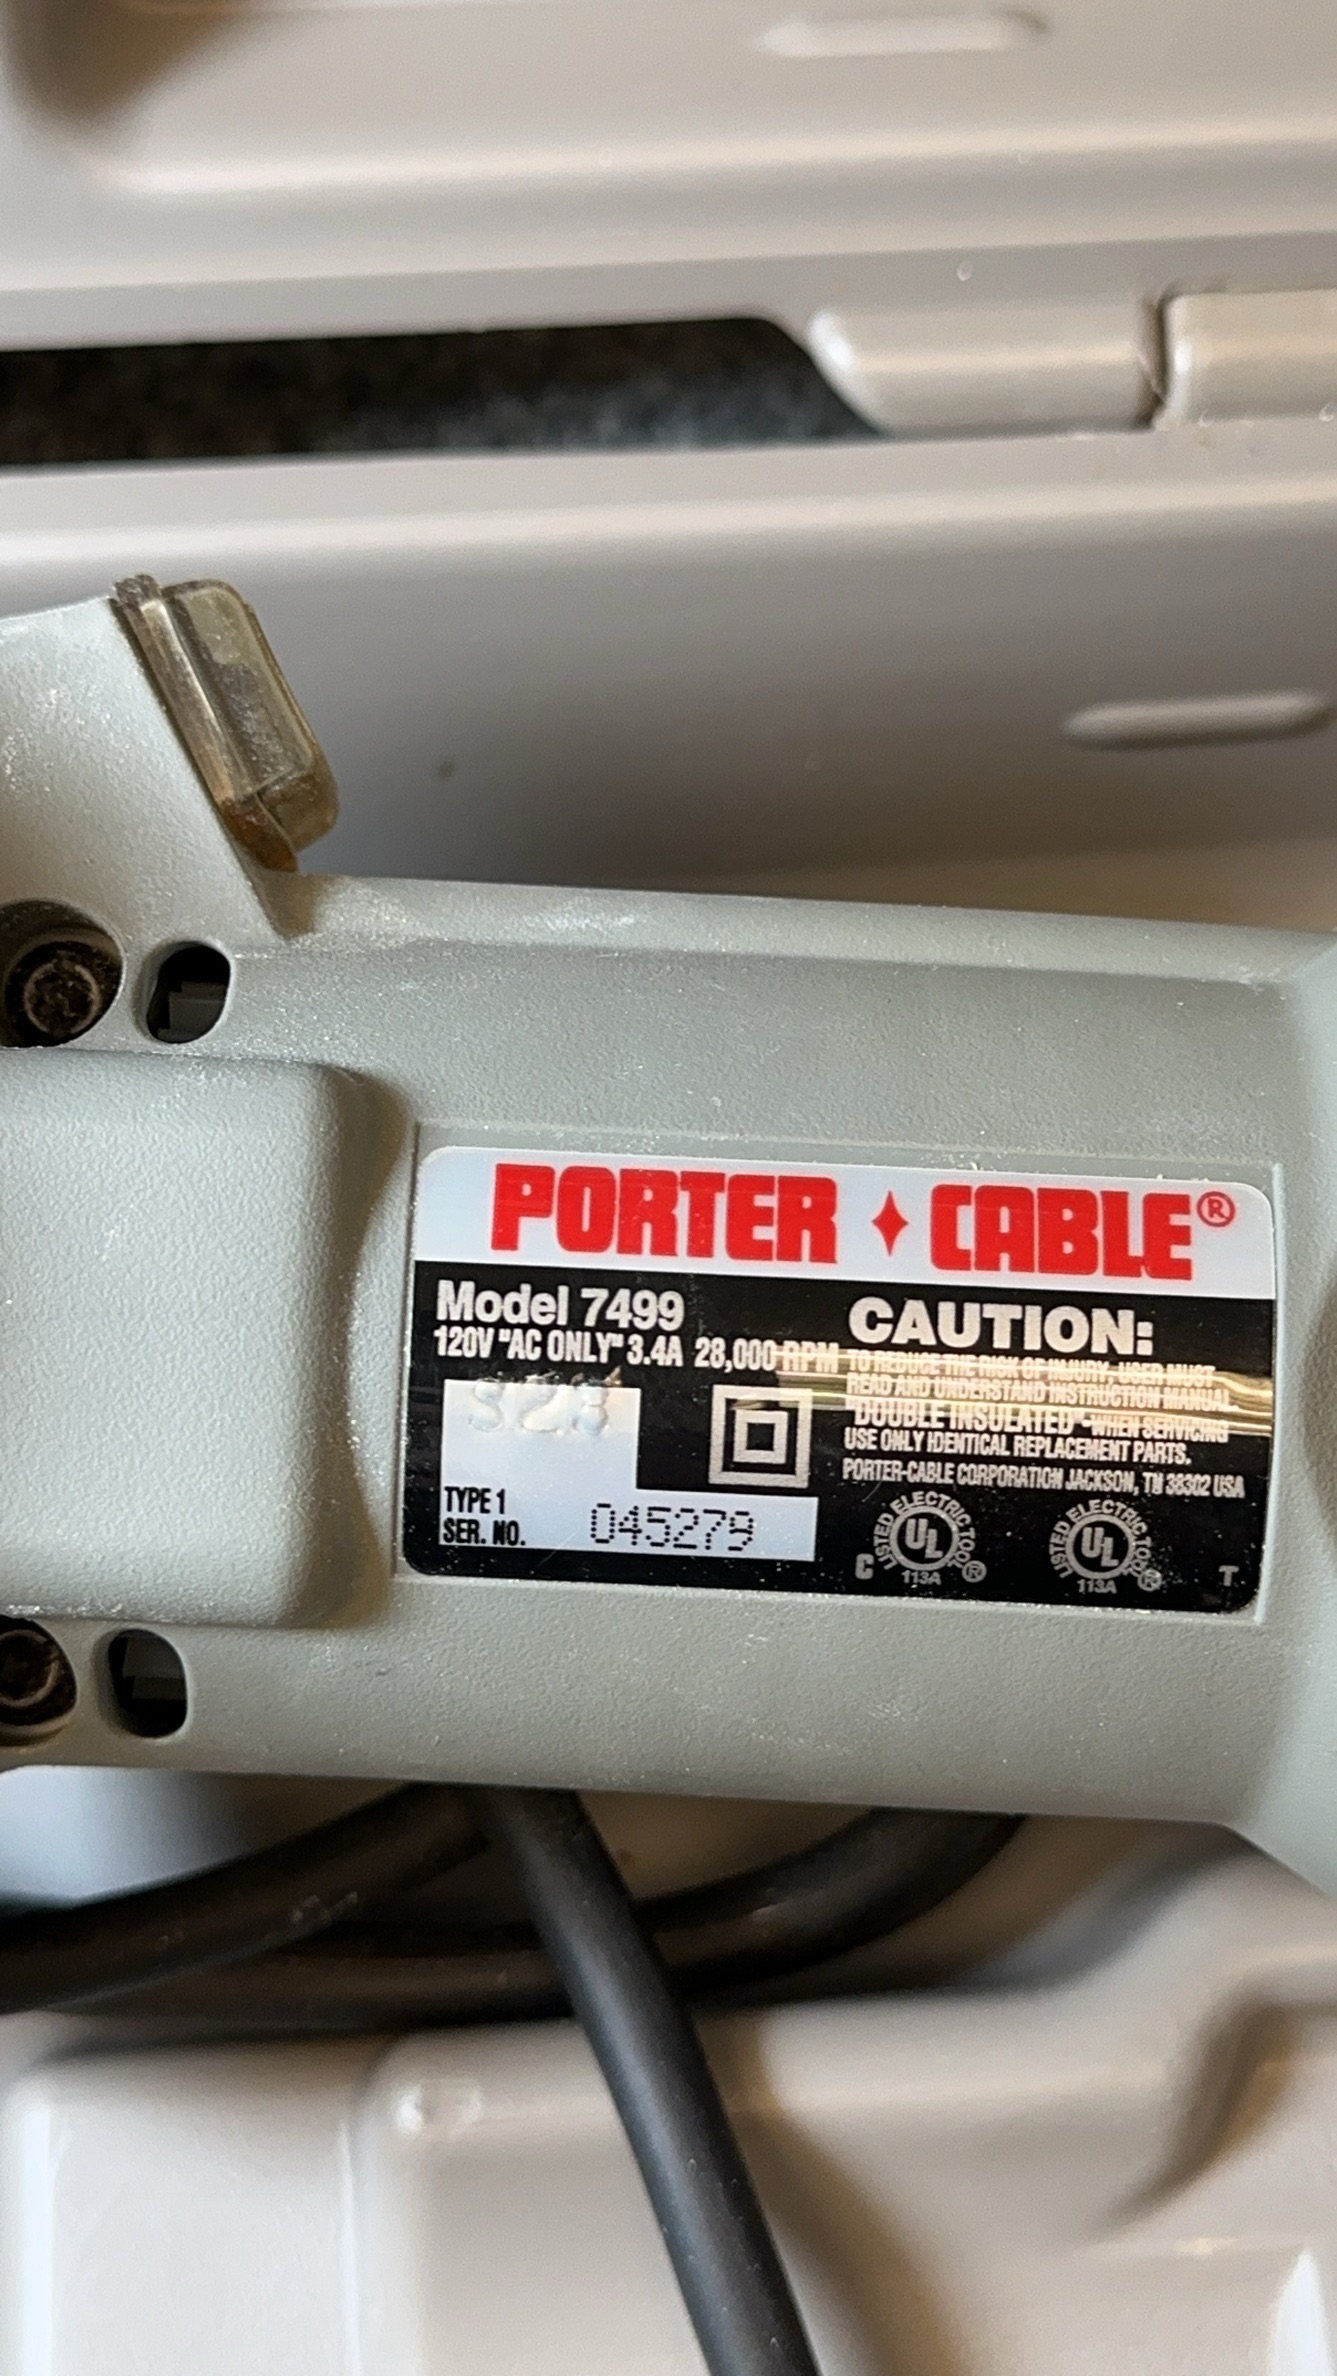 PORTER CABLE®
Model 7499
120V "AC ONLY" 3.4A 28,000 RPM
TYPE 1
SER. NO. 045279
CAUTION:
TO REDUCE THE RISK OF INJURY, USER MUST
READ AND UNDERSTAND INSTRUCTION MANUAL.
"DOUBLE INSULATED"-WHEN SERVICING
USE ONLY IDENTICAL REPLACEMENT PARTS.
PORTER-CABLE CORPORATION JACKSON, TN 38302 USA
C LISTED ELECTRIC TOOL UL ® 113A
LISTED ELECTRIC TOOL UL ® 113A
T